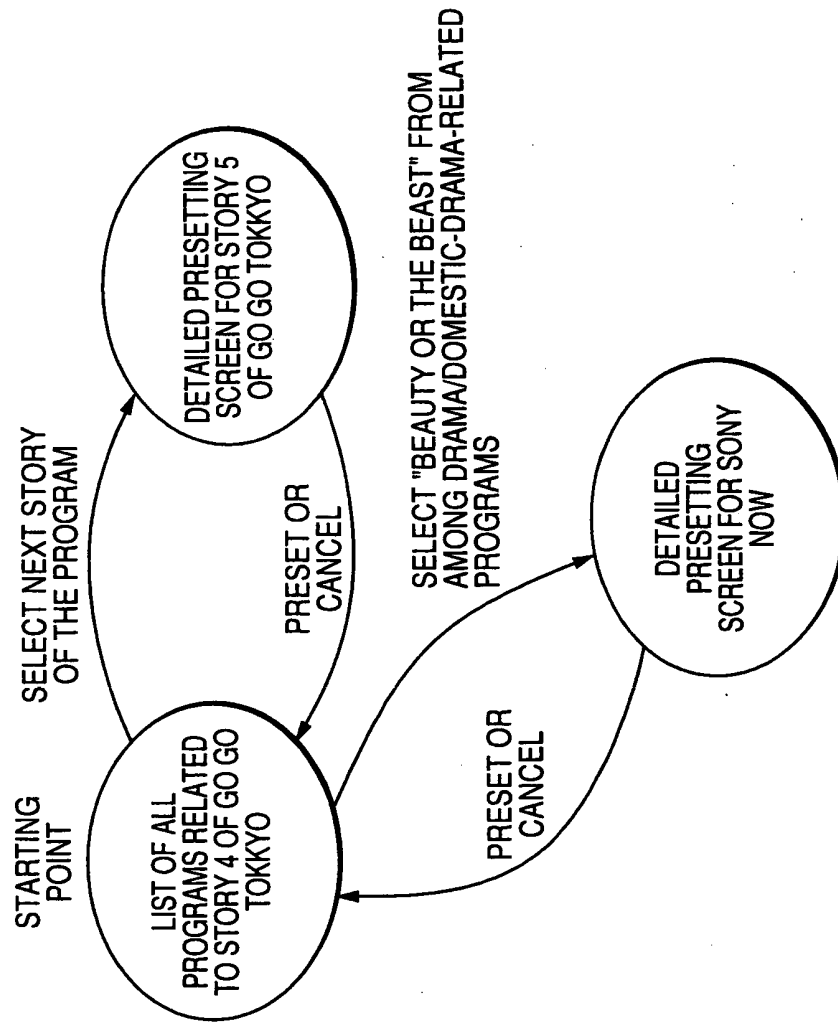 STARTING
POINT
LIST OF ALL
PROGRAMS RELATED
TO STORY 4 OF GO GO
TOKKYO
SELECT NEXT STORY
OF THE PROGRAM
DETAILED PRESETTING
SCREEN FOR STORY 5
OF GO GO TOKKYO
PRESET OR
CANCEL
SELECT "BEAUTY OR THE BEAST" FROM
AMONG DRAMA/DOMESTIC-DRAMA-RELATED
PROGRAMS
PRESET OR
CANCEL
DETAILED
PRESETTING
SCREEN FOR SONY
NOW